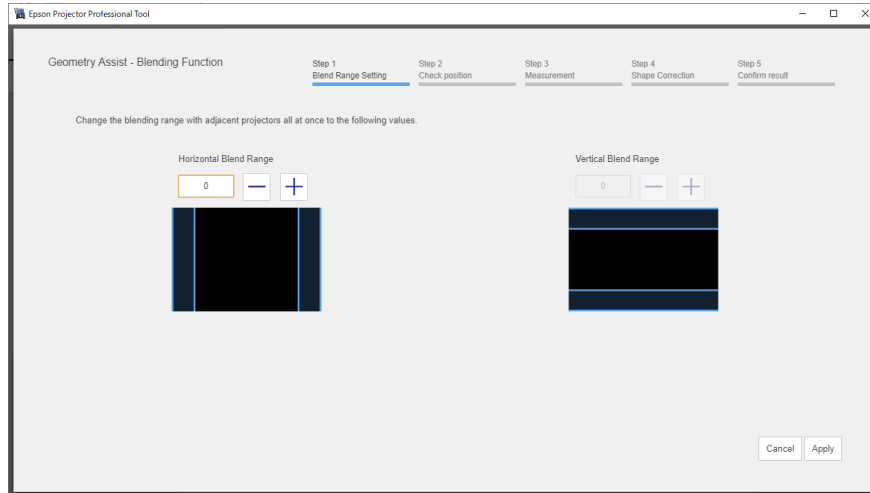 Epson Projector Professional Tool
Geometry Assist - Blending Function
Step 1
Blend Range Setting
Step 2
Check position
Step 3
Measurement
Step 4
Shape Correction
Step 5
Confirm result
Change the blending range with adjacent projectors all at once to the following values.
Horizontal Blend Range
0
Vertical Blend Range
0
Cancel
Apply